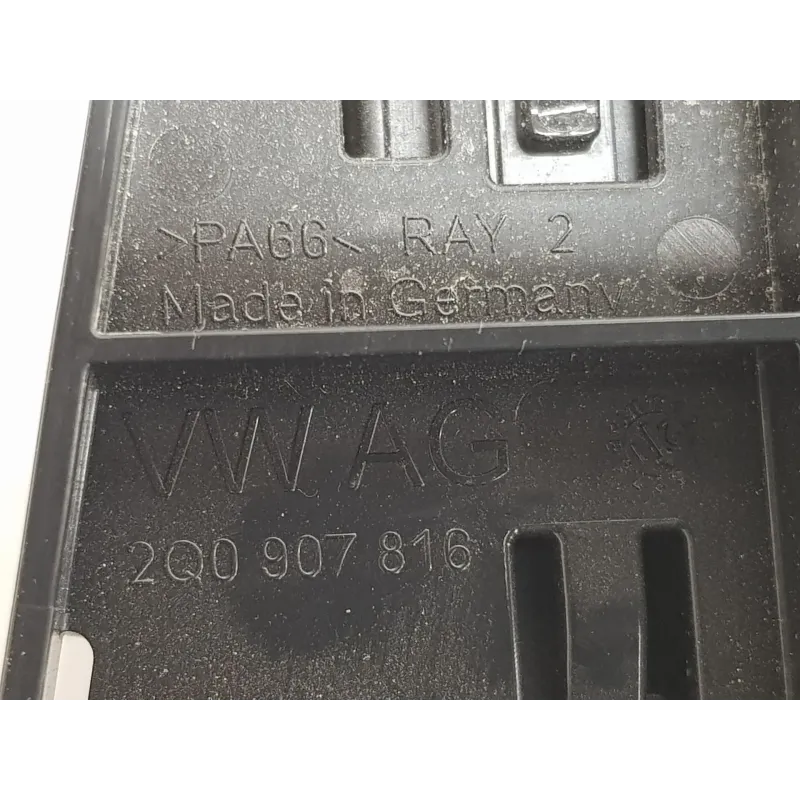 >PA66< RAY 2
Made in Germany
VW AG
2Q0 907 816